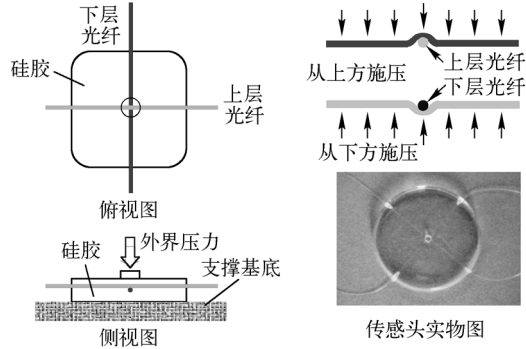 下层
光纤
硅胶
上层
光纤
俯视图
从上方施压
上层光纤
下层光纤
从下方施压
硅胶
外界压力
支撑基底
侧视图
传感头实物图